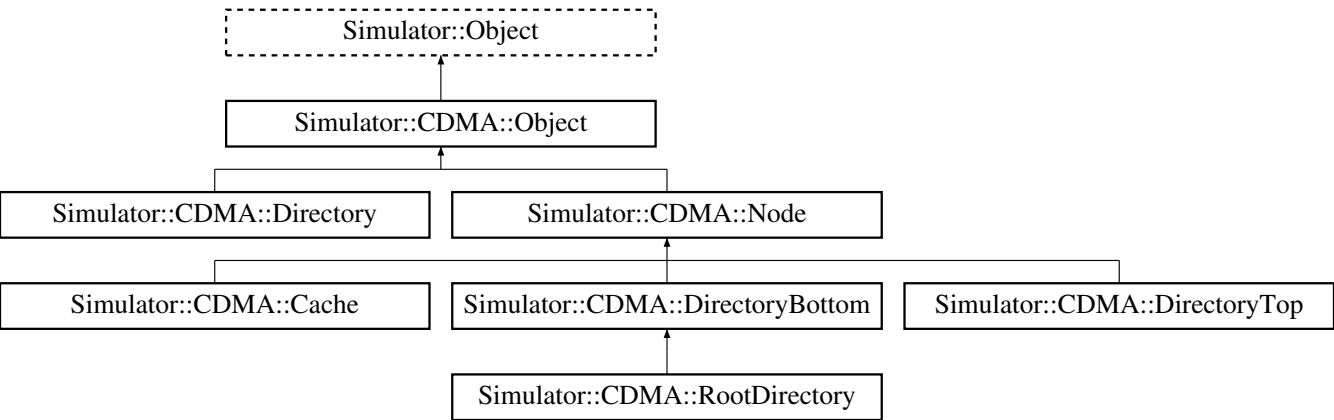 Simulator::Object
Simulator::CDMA::Object
Simulator::CDMA::Directory
Simulator::CDMA::Node
Simulator::CDMA::Cache
Simulator::CDMA::DirectoryBottom
Simulator::CDMA::DirectoryTop
Simulator::CDMA::RootDirectory